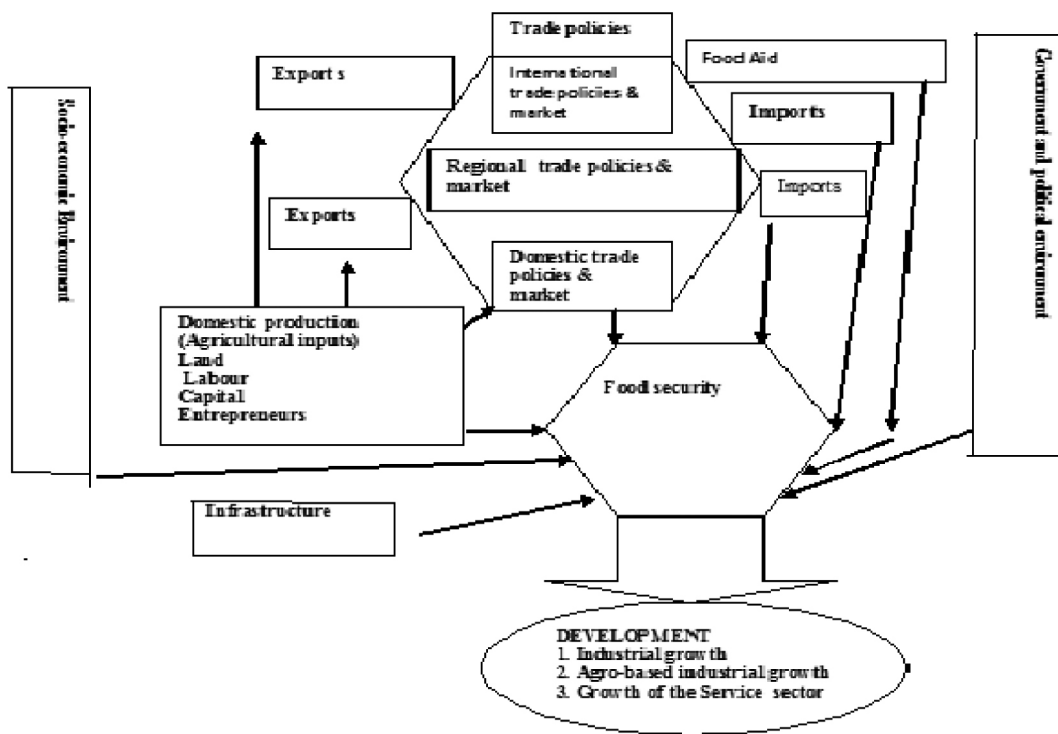 Trade policies
Exports
International
trade policiies &
market
Food Aid
Imports
Regional trade policies &
market
Imports
Exports
Domestic trade
policies &
market
Socio-economic Environment
Government and political environment
Domestic production
(Agricultural inputs)
Land
Labour
Capital
Entrepreneurs
Food security
Infrastructure
DEVELOPMENT
1. Industrial growth
2. Agro-based industrial growth
3. Growth of the Service sector